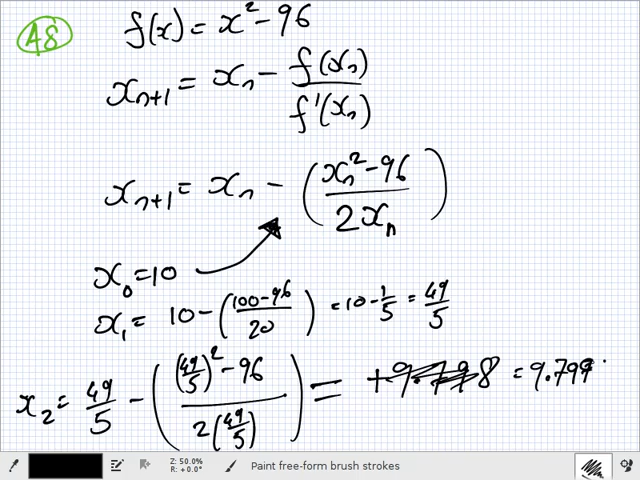 A8
f(x) = x² - 96
xₙ₊₁ = xₙ - f(xₙ) / f'(xₙ)
xₙ₊₁ = xₙ - ((xₙ² - 96) / 2xₙ)
x₀ = 10
x₁ = 10 - ((100 - 96) / 20) = 10 - 1/5 = 49/5
x₂ = 49/5 - (((49/5)² - 96) / 2(49/5)) = = 9.799
Z: 50.0%
R: +0.0°
Paint free-form brush strokes